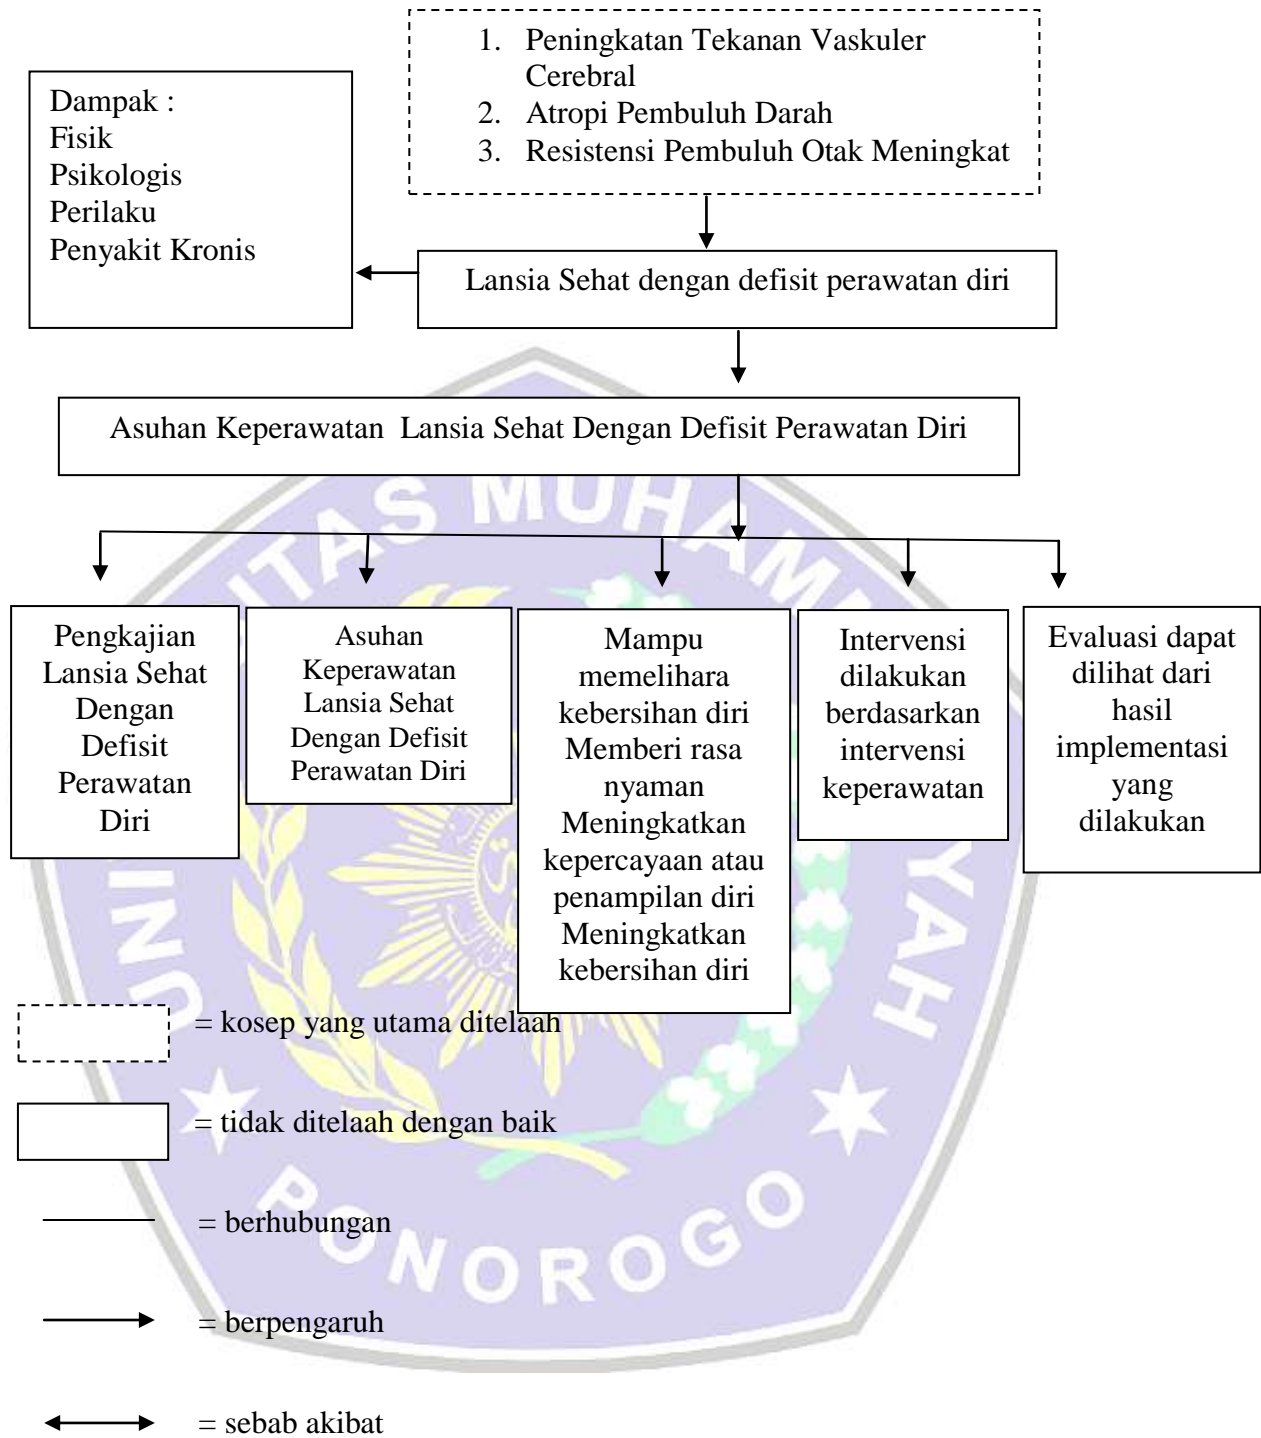 1. Peningkatan Tekanan Vaskuler
Cerebral
2. Atropi Pembuluh Darah
3. Resistensi Pembuluh Otak Meningkat
Dampak :
Fisik
Psikologis
Perilaku
Penyakit Kronis
Lansia Sehat dengan defisit perawatan diri
Asuhan Keperawatan Lansia Sehat Dengan Defisit Perawatan Diri
Pengkajian
Lansia Sehat
Dengan
Defisit
Perawatan
Diri
Asuhan
Keperawatan
Lansia Sehat
Dengan Defisit
Perawatan Diri
Mampu
memelihara
kebersihan diri
Memberi rasa
nyaman
Meningkatkan
kepercayaan atau
penampilan diri
Meningkatkan
kebersihan diri
Intervensi
dilakukan
berdasarkan
intervensi
keperawatan
Evaluasi dapat
dilihat dari
hasil
implementasi
yang
dilakukan
= kosep yang utama ditelaah
= tidak ditelaah dengan baik
= berhubungan
= berpengaruh
= sebab akibat
PONOROGO